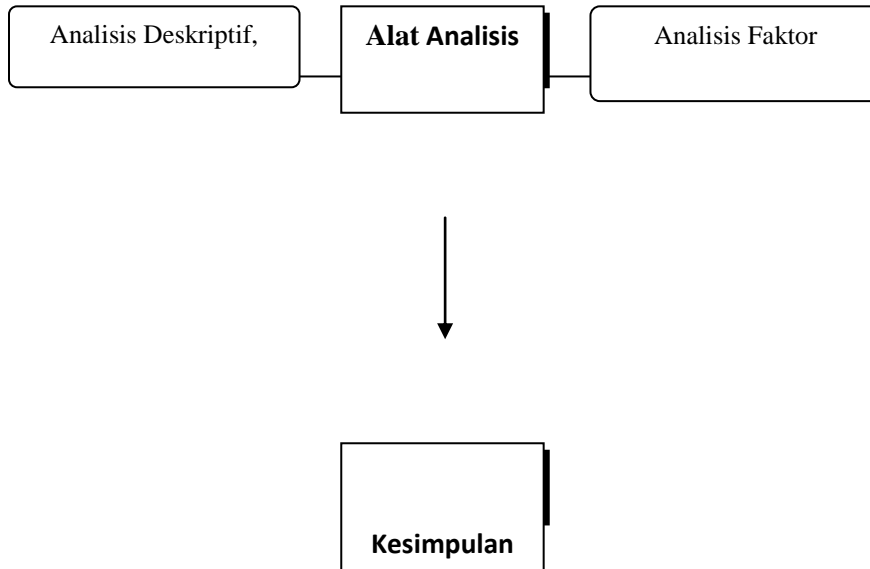 Analisis Deskriptif,
Alat Analisis
Analisis Faktor
Kesimpulan